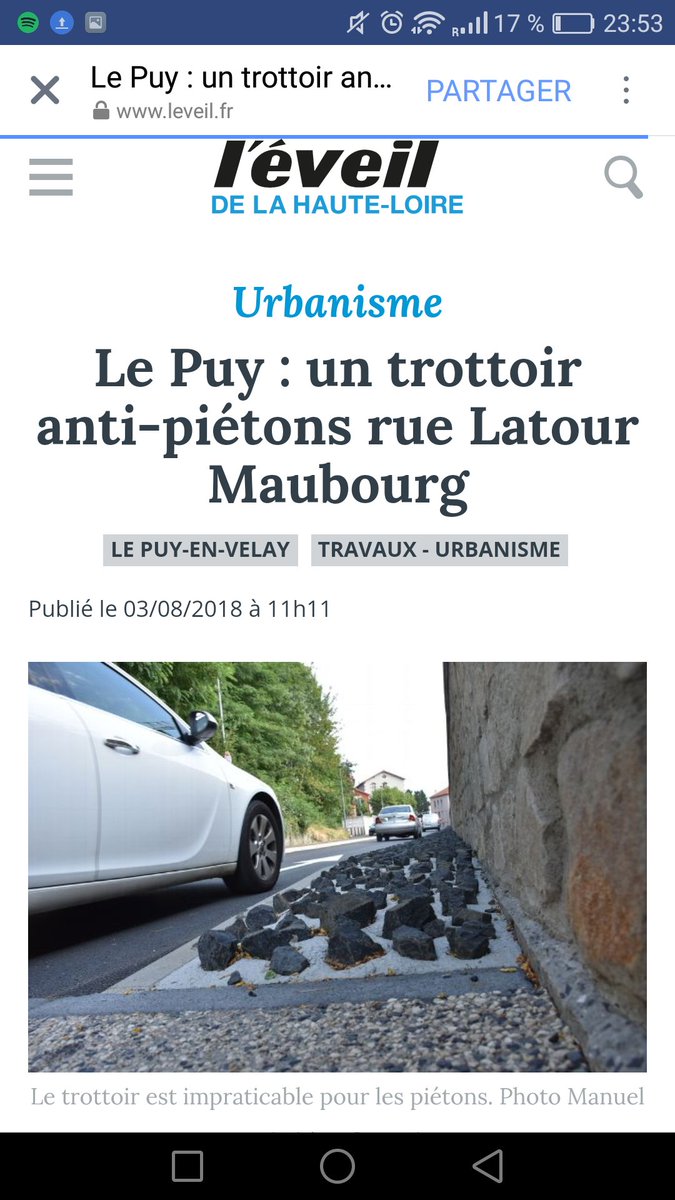 R 17 % 23:53
Le Puy : un trottoir an...
PARTAGER
www.leveil.fr
l'éveil
DE LA HAUTE-LOIRE
Urbanisme
Le Puy : un trottoir
anti-piétons rue Latour
Maubourg
LE PUY-EN-VELAY TRAVAUX - URBANISME
Publié le 03/08/2018 à 11h11
Le trottoir est impraticable pour les piétons. Photo Manuel